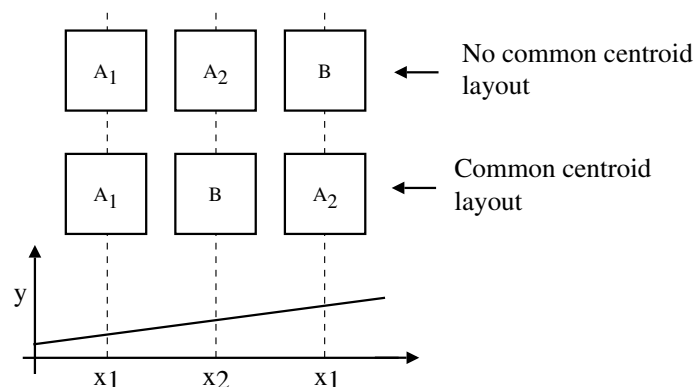 A1 A2 B
No common centroid
layout
A1 B A2
Common centroid
layout
y
x1 x2 x1